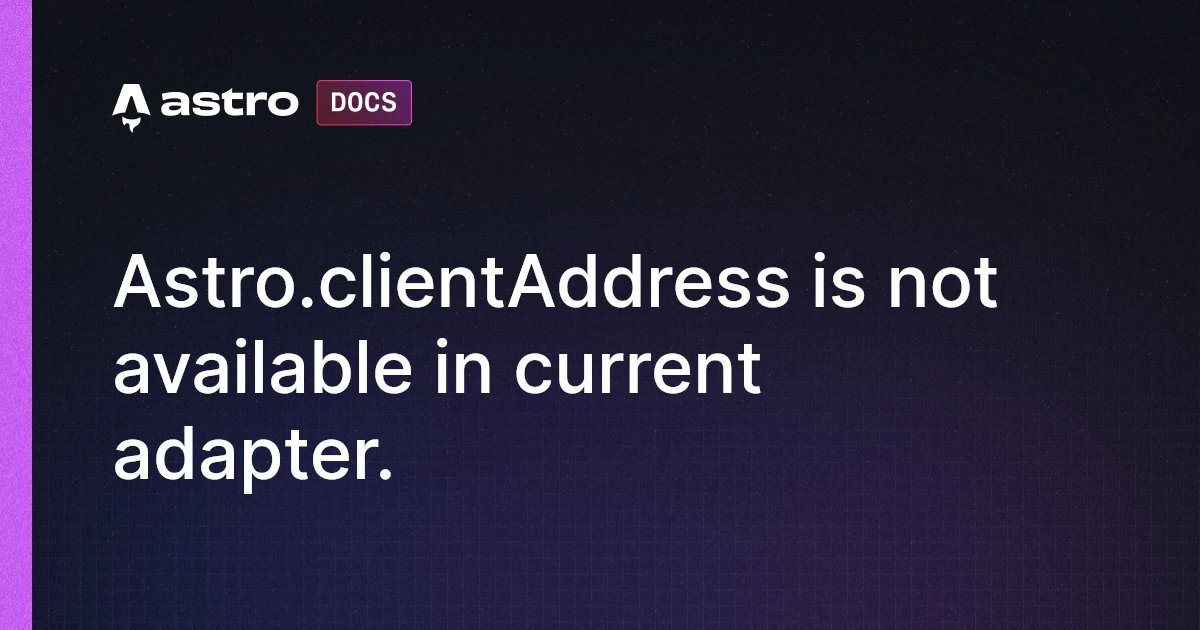 astro DOCS
Astro.clientAddress is not
available in current
adapter.